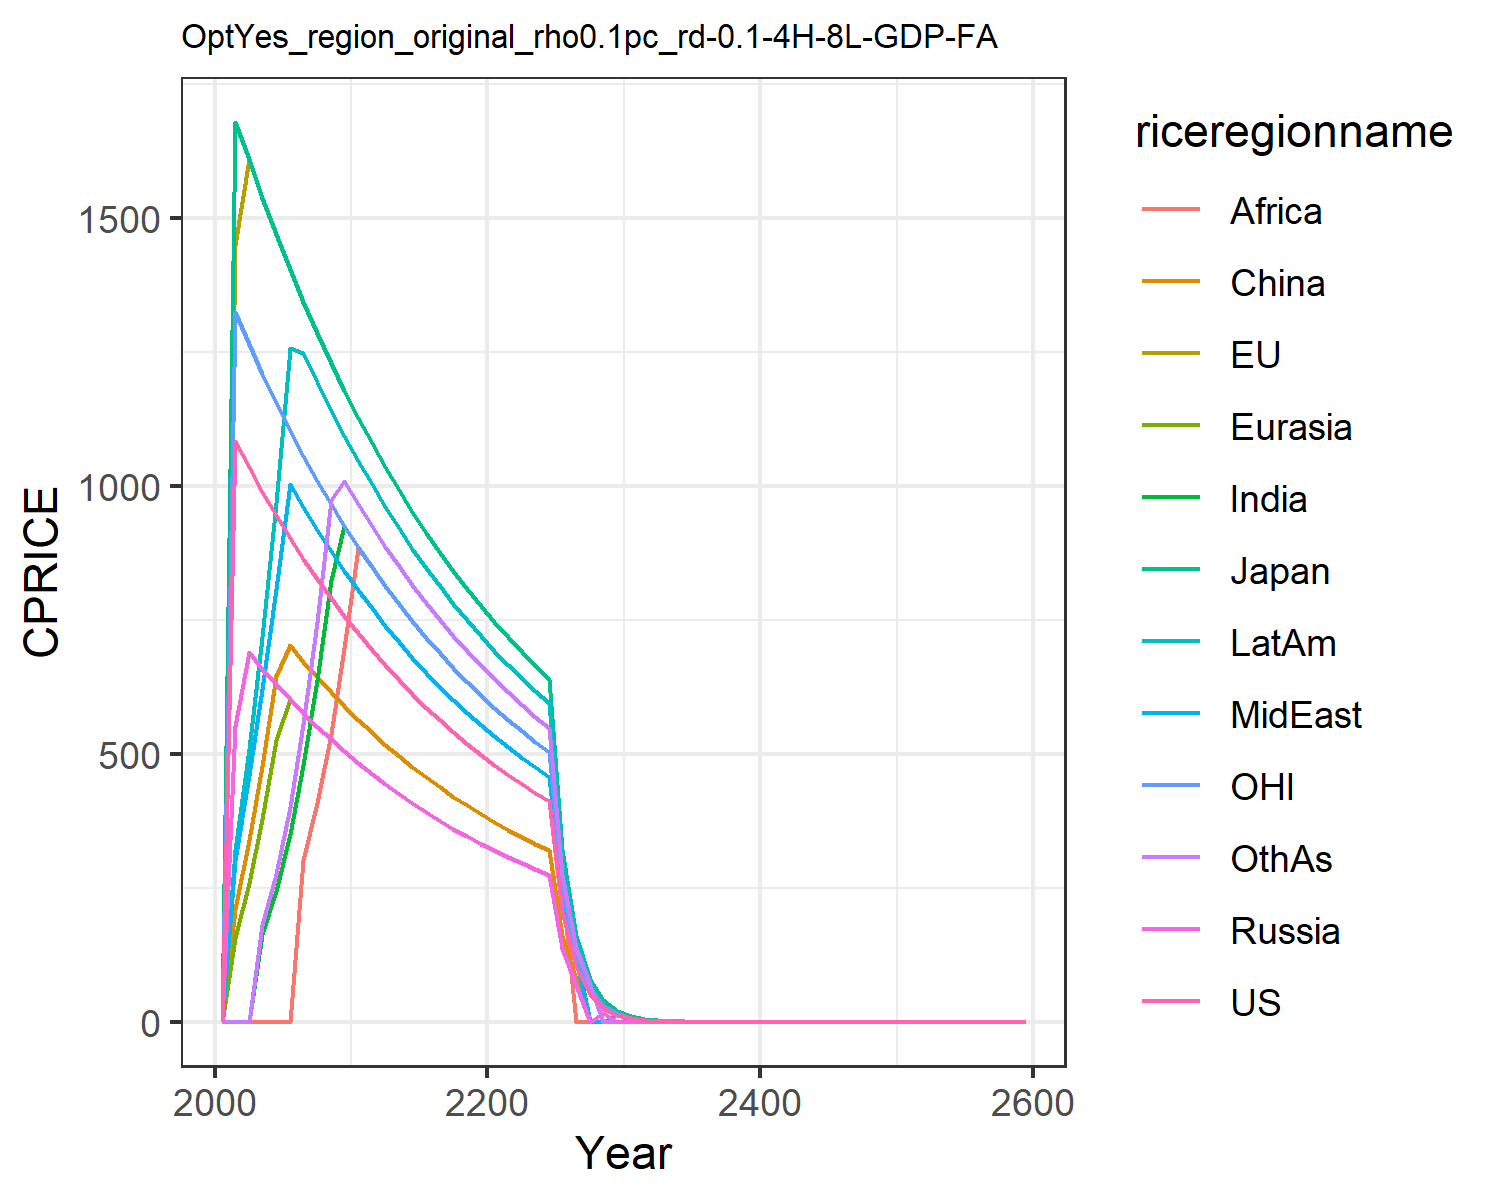 OptYes_region_original_rho0.1pc_rd-0.1-4H-8L-GDP-FA
riceregionname
Africa
China
EU
Eurasia
India
Japan
LatAm
MidEast
OHI
OthAs
Russia
US
CPRICE
1500
1000
500
0
2000 2200 2400 2600
Year